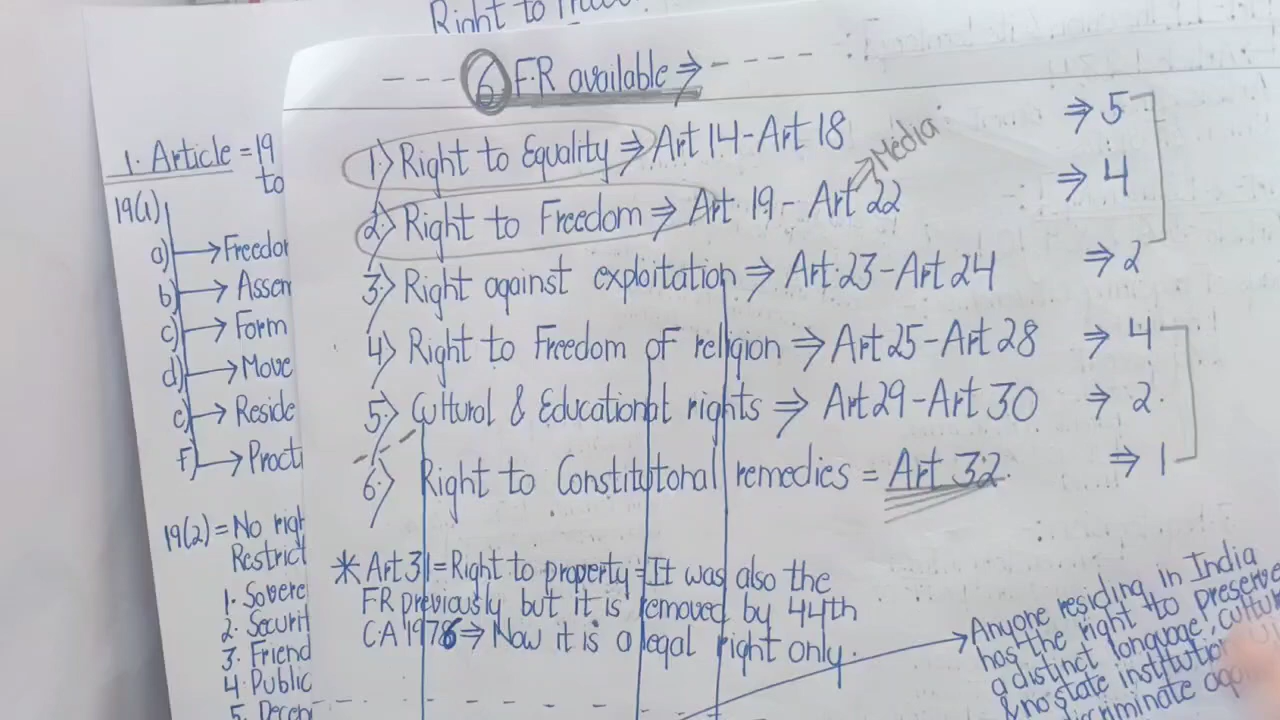 Right to
6 F.R available ⇒
1) Right to Equality ⇒ Art 14-Art 18 ⇒ 5
Media
2) Right to Freedom ⇒ Art 19 - Art 22 ⇒ 4
3) Right against exploitation ⇒ Art 23-Art 24 ⇒ 2
4) Right to Freedom of religion ⇒ Art 25-Art 28 ⇒ 4
5) Cultural & Educational rights ⇒ Art 29-Art 30 ⇒ 2
6) Right to Constitutonal remedies = Art 32. ⇒ 1
* Art 31 = Right to property = It was also the
FR previously but it is removed by 44th
CA 1978 ⇒ Now it is a legal right only.
Anyone residing in India
has the right to preserve
a distinct language,
& no state institution
1. Article = 19
to
19(1)
a) → Freedo
b) → Assem
c) → Form
d) → Move
e) → Reside
f) → Pract
19(2) = No righ
Restrict
1. Sovere
2. Securit
3. Friend
4. Public
5. Decen